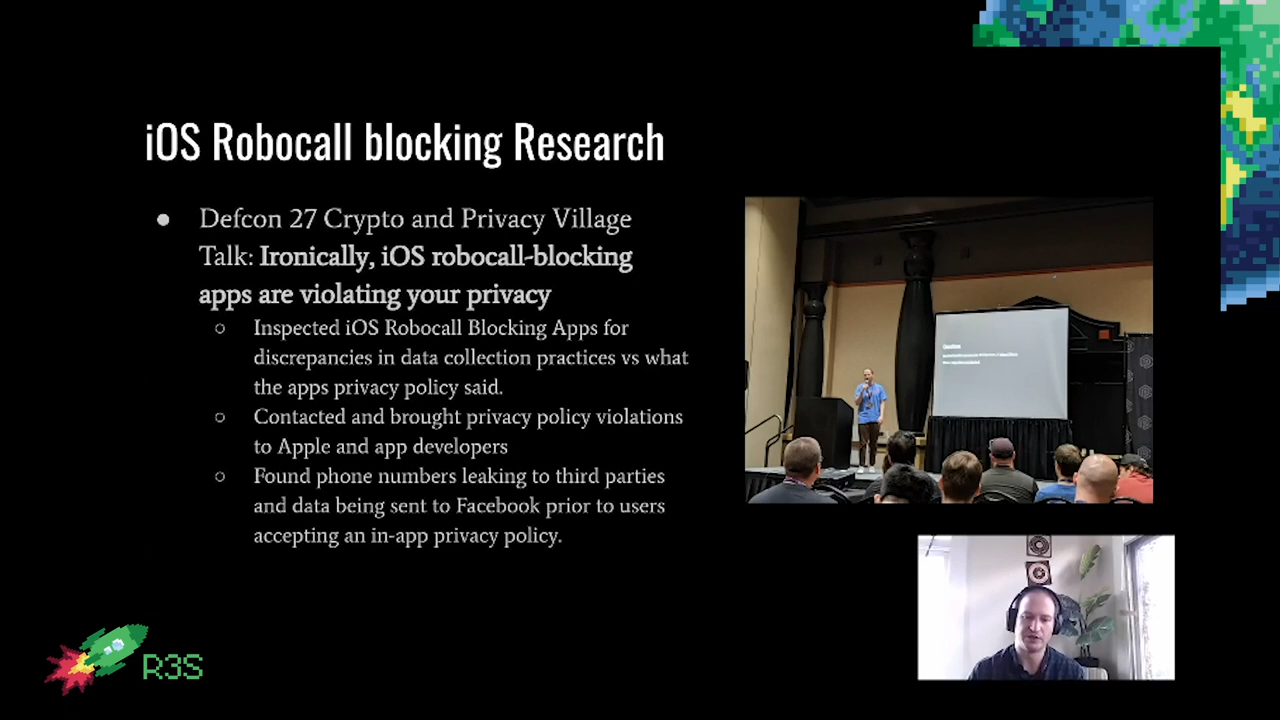 iOS Robocall blocking Research
● Defcon 27 Crypto and Privacy Village
Talk: Ironically, iOS robocall-blocking
apps are violating your privacy
○ Inspected iOS Robocall Blocking Apps for
discrepancies in data collection practices vs what
the apps privacy policy said.
○ Contacted and brought privacy policy violations
to Apple and app developers
○ Found phone numbers leaking to third parties
and data being sent to Facebook prior to users
accepting an in-app privacy policy.
R3S